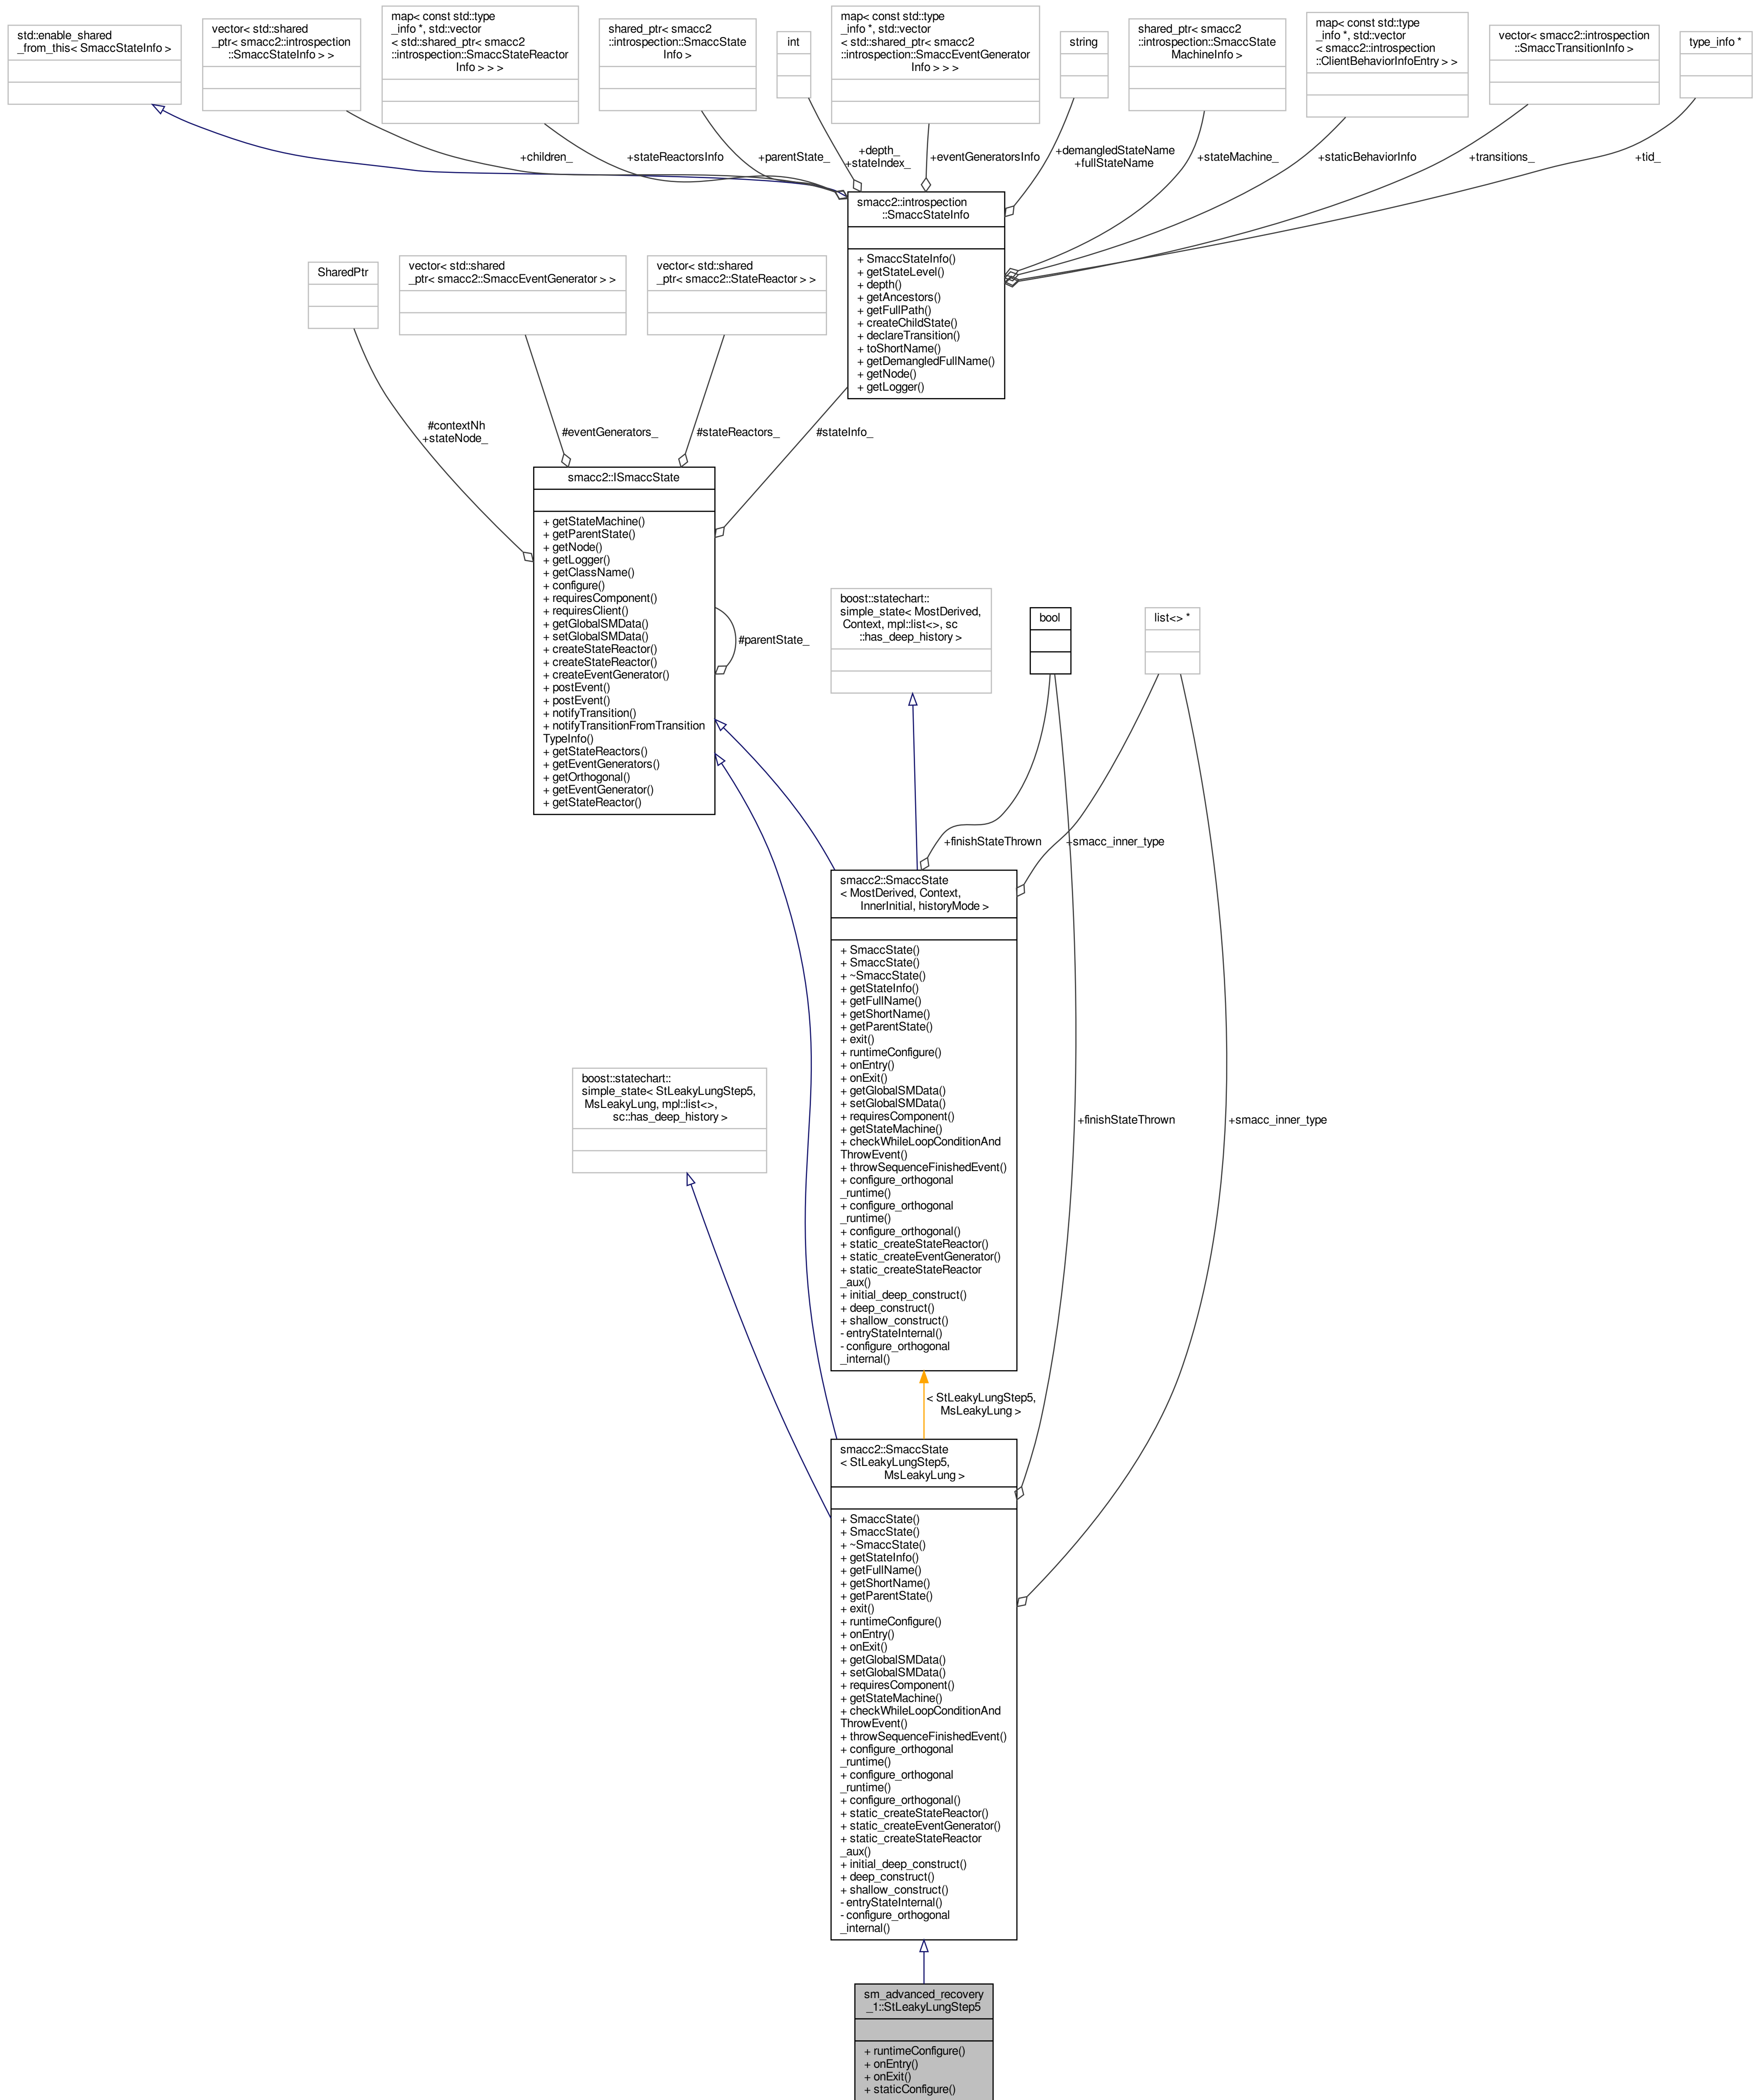 std::enable_shared
_from_this< SmaccStateInfo >
vector< std::shared
_ptr< smacc2::introspection
::SmaccStateInfo > >
map< const std::type
_info *, std::vector
< std::shared_ptr< smacc2
::introspection::SmaccStateReactor
Info > > >
shared_ptr< smacc2
::introspection::SmaccState
Info >
int
map< const std::type
_info *, std::vector
< std::shared_ptr< smacc2
::introspection::SmaccEventGenerator
Info > > >
string
shared_ptr< smacc2
::introspection::SmaccState
MachineInfo >
map< const std::type
_info *, std::vector
< smacc2::introspection
::ClientBehaviorInfoEntry > >
vector< smacc2::introspection
::SmaccTransitionInfo >
type_info *
+children_
+stateReactorsInfo
+parentState_
+depth_
+stateIndex_
+eventGeneratorsInfo
+demangledStateName
+fullStateName
+stateMachine_
+staticBehaviorInfo
+transitions_
+tid_
smacc2::introspection
::SmaccStateInfo
+ SmaccStateInfo()
+ getStateLevel()
+ depth()
+ getAncestors()
+ getFullPath()
+ createChildState()
+ declareTransition()
+ toShortName()
+ getDemangledFullName()
+ getNode()
+ getLogger()
SharedPtr
vector< std::shared
_ptr< smacc2::SmaccEventGenerator > >
vector< std::shared
_ptr< smacc2::StateReactor > >
#contextNh
+stateNode_
#eventGenerators_
#stateReactors_
#stateInfo_
smacc2::ISmaccState
+ getStateMachine()
+ getParentState()
+ getNode()
+ getLogger()
+ getClassName()
+ configure()
+ requiresComponent()
+ requiresClient()
+ getGlobalSMData()
+ setGlobalSMData()
+ createStateReactor()
+ createStateReactor()
+ createEventGenerator()
+ postEvent()
+ postEvent()
+ notifyTransition()
+ notifyTransitionFromTransition
TypeInfo()
+ getStateReactors()
+ getEventGenerators()
+ getOrthogonal()
+ getEventGenerator()
+ getStateReactor()
#parentState_
boost::statechart::
simple_state< MostDerived,
Context, mpl::list<>, sc
::has_deep_history >
bool
list<> *
+finishStateThrown
+smacc_inner_type
smacc2::SmaccState
< MostDerived, Context,
InnerInitial, historyMode >
+ SmaccState()
+ SmaccState()
+ ~SmaccState()
+ getStateInfo()
+ getFullName()
+ getShortName()
+ getParentState()
+ exit()
+ runtimeConfigure()
+ onEntry()
+ onExit()
+ getGlobalSMData()
+ setGlobalSMData()
+ requiresComponent()
+ getStateMachine()
+ checkWhileLoopConditionAnd
ThrowEvent()
+ throwSequenceFinishedEvent()
+ configure_orthogonal
_runtime()
+ configure_orthogonal
_runtime()
+ configure_orthogonal()
+ static_createStateReactor()
+ static_createEventGenerator()
+ static_createStateReactor
_aux()
+ initial_deep_construct()
+ deep_construct()
+ shallow_construct()
- entryStateInternal()
- configure_orthogonal
_internal()
boost::statechart::
simple_state< StLeakyLungStep5,
MsLeakyLung, mpl::list<>,
sc::has_deep_history >
+finishStateThrown
+smacc_inner_type
< StLeakyLungStep5,
MsLeakyLung >
smacc2::SmaccState
< StLeakyLungStep5,
MsLeakyLung >
+ SmaccState()
+ SmaccState()
+ ~SmaccState()
+ getStateInfo()
+ getFullName()
+ getShortName()
+ getParentState()
+ exit()
+ runtimeConfigure()
+ onEntry()
+ onExit()
+ getGlobalSMData()
+ setGlobalSMData()
+ requiresComponent()
+ getStateMachine()
+ checkWhileLoopConditionAnd
ThrowEvent()
+ throwSequenceFinishedEvent()
+ configure_orthogonal
_runtime()
+ configure_orthogonal
_runtime()
+ configure_orthogonal()
+ static_createStateReactor()
+ static_createEventGenerator()
+ static_createStateReactor
_aux()
+ initial_deep_construct()
+ deep_construct()
+ shallow_construct()
- entryStateInternal()
- configure_orthogonal
_internal()
sm_advanced_recovery
_1::StLeakyLungStep5
+ runtimeConfigure()
+ onEntry()
+ onExit()
+ staticConfigure()